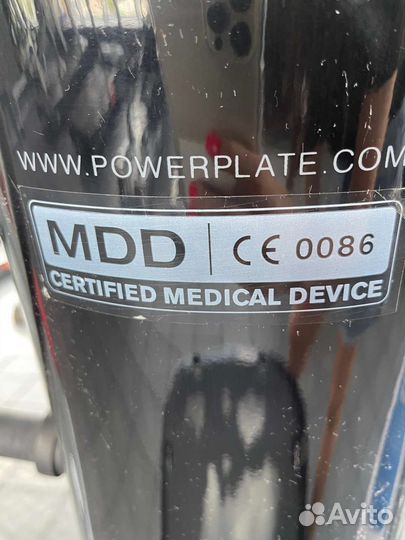 WWW.POWERPLATE.COM
MDD CE 0086
CERTIFIED MEDICAL DEVICE
Avito